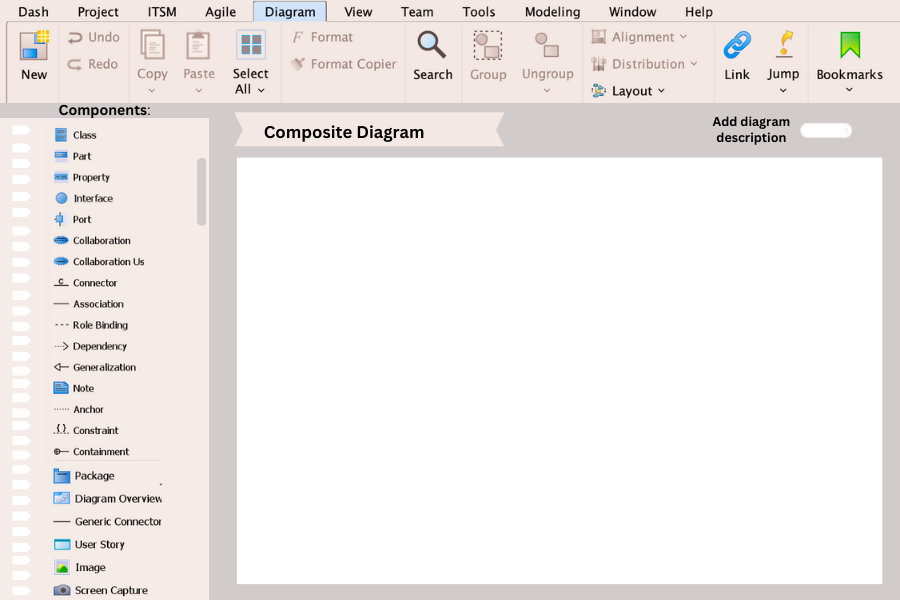 Dash Project ITSM Agile Diagram View Team Tools Modeling Window Help
New
Undo
Redo
Copy
Paste
Select
All
F Format
Format Copier
Search
Group
Ungroup
Alignment
Distribution
Layout
Link
Jump
Bookmarks
Components:
Class
Part
Property
Interface
Port
Collaboration
Collaboration Us
C Connector
Association
Role Binding
Dependency
Generalization
Note
Anchor
{} Constraint
Containment
Package
Diagram Overview
Generic Connector
User Story
Image
Screen Capture
Composite Diagram
Add diagram
description